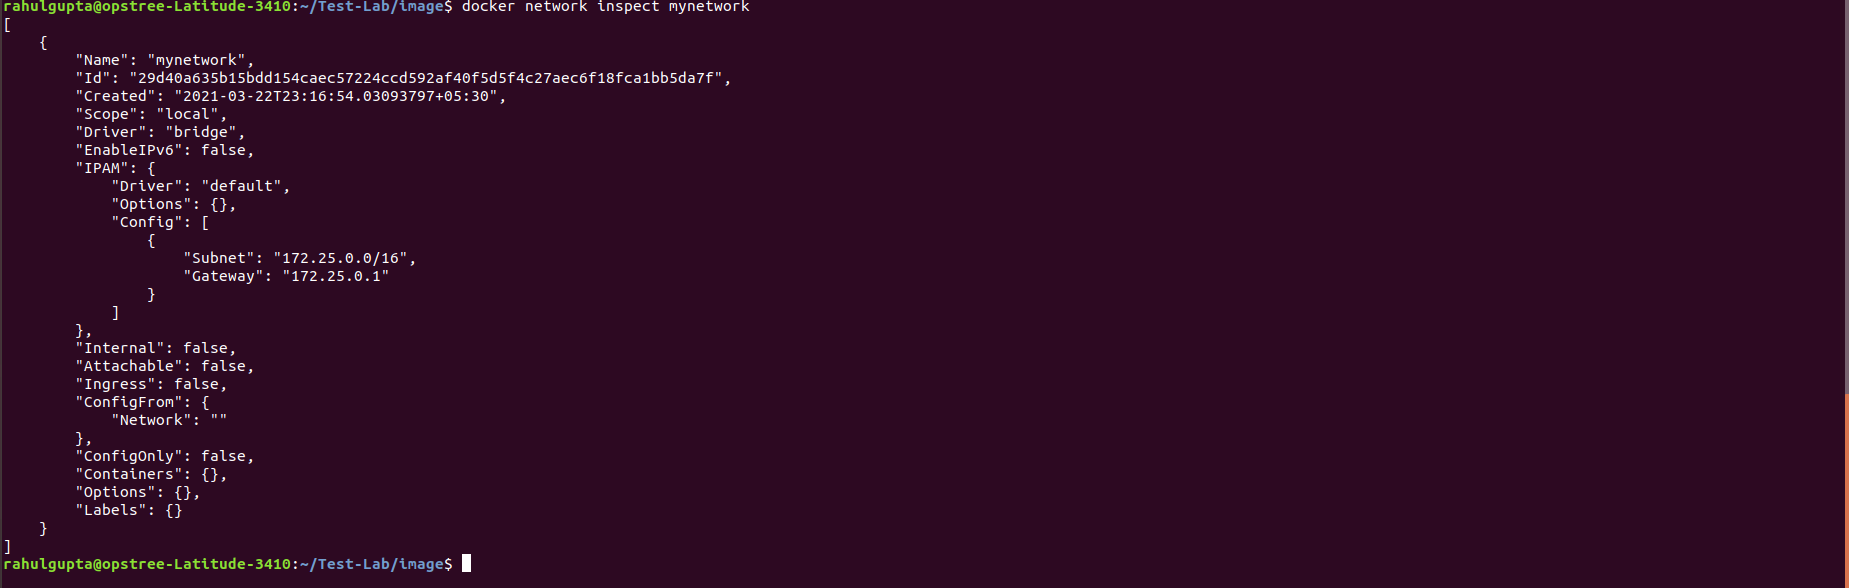 rahulgupta@opstree-Latitude-3410:~/Test-Lab/image$ docker network inspect mynetwork
[
    {
        "Name": "mynetwork",
        "Id": "29d40a635b15bdd154caec57224ccd592af40f5d5f4c27aec6f18fca1bb5da7f",
        "Created": "2021-03-22T23:16:54.03093797+05:30",
        "Scope": "local",
        "Driver": "bridge",
        "EnableIPv6": false,
        "IPAM": {
            "Driver": "default",
            "Options": {},
            "Config": [
                {
                    "Subnet": "172.25.0.0/16",
                    "Gateway": "172.25.0.1"
                }
            ]
        },
        "Internal": false,
        "Attachable": false,
        "Ingress": false,
        "ConfigFrom": {
            "Network": ""
        },
        "ConfigOnly": false,
        "Containers": {},
        "Options": {},
        "Labels": {}
    }
]
rahulgupta@opstree-Latitude-3410:~/Test-Lab/image$